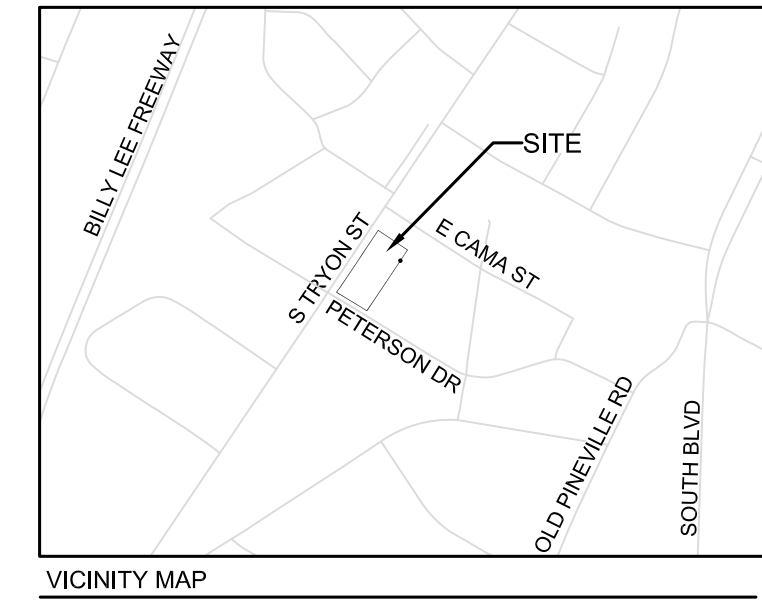 BILLY LEE FREEWAY
SITE
S TRYON ST
E CAMA ST
PETERSON DR
OLD PINEVILLE RD
SOUTH BLVD
VICINITY MAP